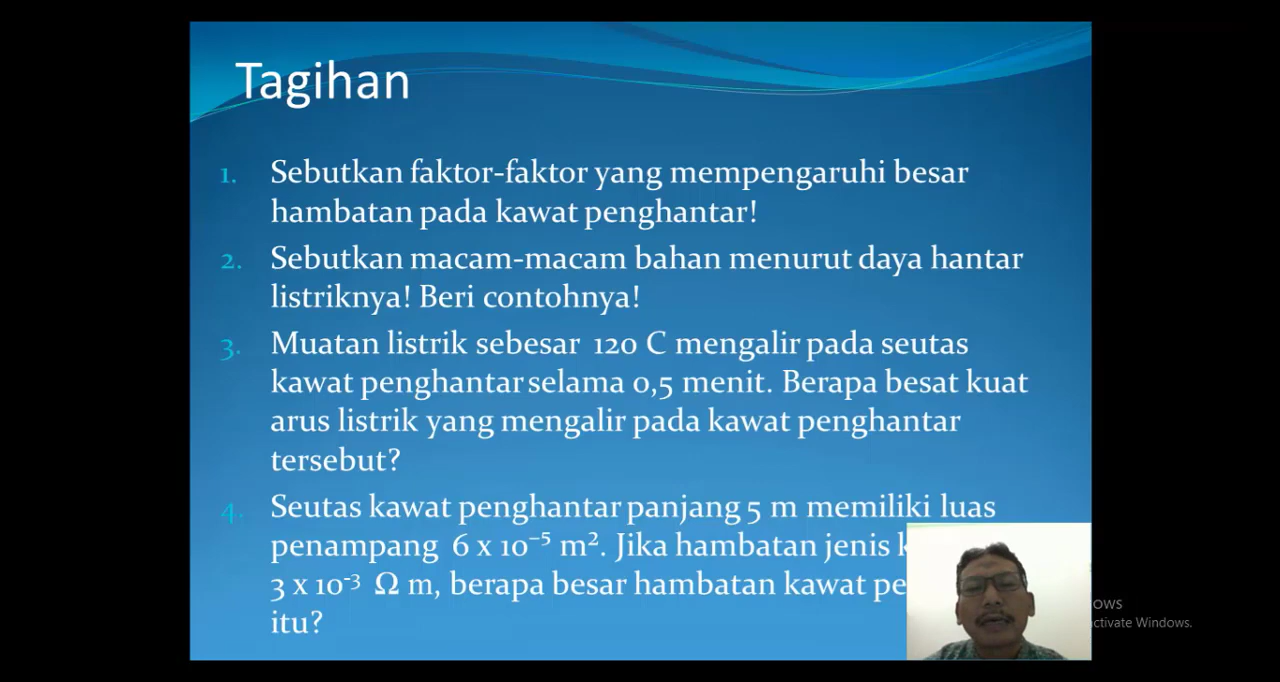 Tagihan
1. Sebutkan faktor-faktor yang mempengaruhi besar
hambatan pada kawat penghantar!
2. Sebutkan macam-macam bahan menurut daya hantar
listriknya! Beri contohnya!
3. Muatan listrik sebesar 120 C mengalir pada seutas
kawat penghantar selama 0,5 menit. Berapa besat kuat
arus listrik yang mengalir pada kawat penghantar
tersebut?
4. Seutas kawat penghantar panjang 5 m memiliki luas
penampang 6 x 10⁻⁵ m². Jika hambatan jenis
3 x 10⁻³ Ω m, berapa besar hambatan kawat
itu?
ctivate Windows.